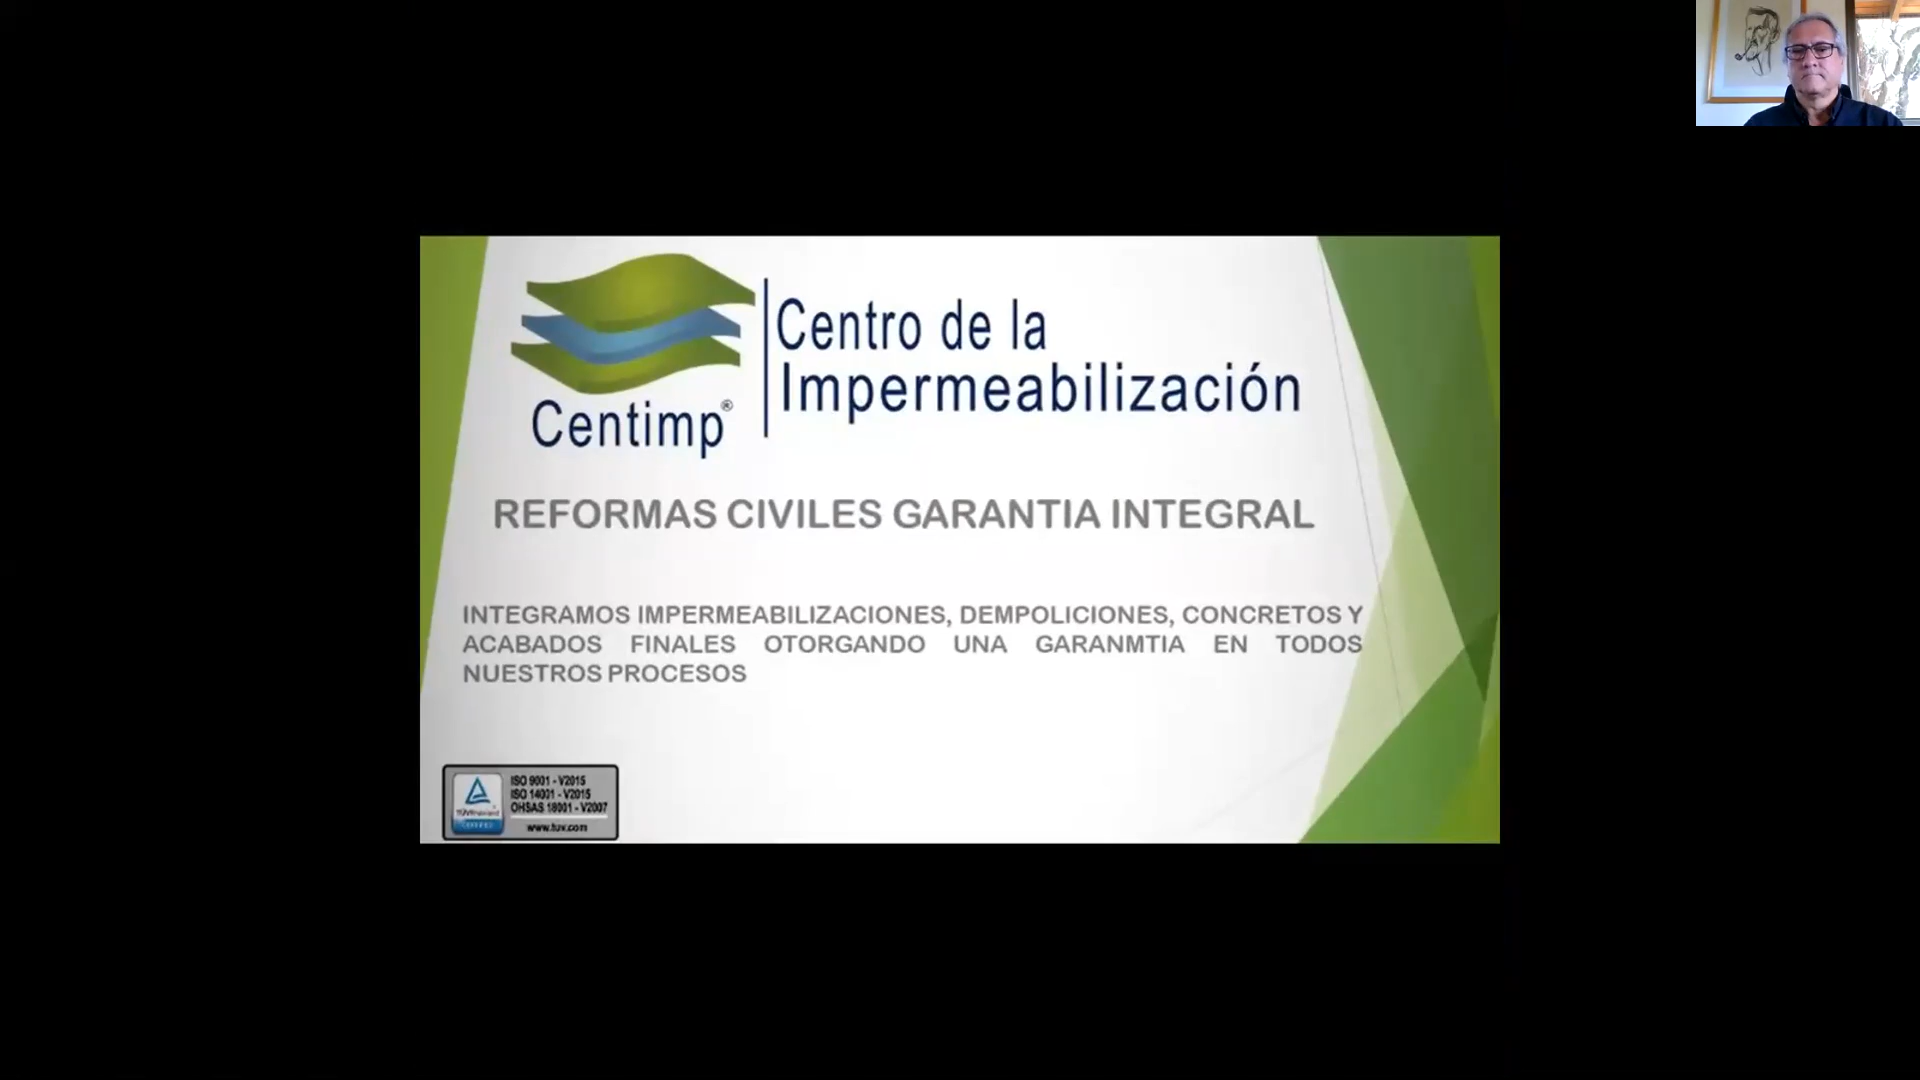 Centimp®
Centro de la
Impermeabilización
REFORMAS CIVILES GARANTIA INTEGRAL
INTEGRAMOS IMPERMEABILIZACIONES, DEMPOLICIONES, CONCRETOS Y
ACABADOS FINALES OTORGANDO UNA GARANMTIA EN TODOS
NUESTROS PROCESOS
TÜVRheinland
ISO 9001 - V2015
ISO 14001 - V2015
OHSAS 18001 - V2007
www.tuv.com